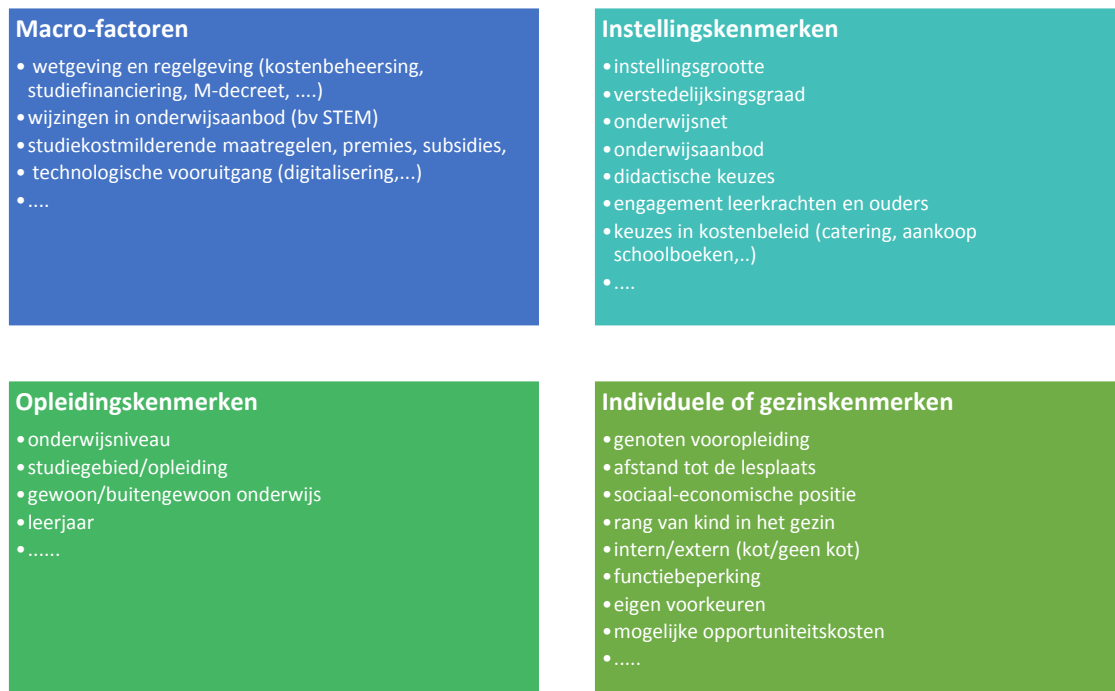 Macro-factoren
• wetgeving en regelgeving (kostenbeheersing,
studiefinanciering, M-decreet, ....)
• wijzingen in onderwijsaanbod (bv STEM)
• studiekostmilderende maatregelen, premies, subsidies,
• technologische vooruitgang (digitalisering,...)
• ....
Instellingskenmerken
• instellingsgrootte
• verstedelijksingsgraad
• onderwijsnet
• onderwijsaanbod
• didactische keuzes
• engagement leerkrachten en ouders
• keuzes in kostenbeleid (catering, aankoop
schoolboeken,..)
• ....
Opleidingskenmerken
• onderwijsniveau
• studiegebied/opleiding
• gewoon/buitengewoon onderwijs
• leerjaar
• ......
Individuele of gezinskenmerken
• genoten vooropleiding
• afstand tot de lesplaats
• sociaal-economische positie
• rang van kind in het gezin
• intern/extern (kot/geen kot)
• functiebeperking
• eigen voorkeuren
• mogelijke opportuniteitskosten
• .....